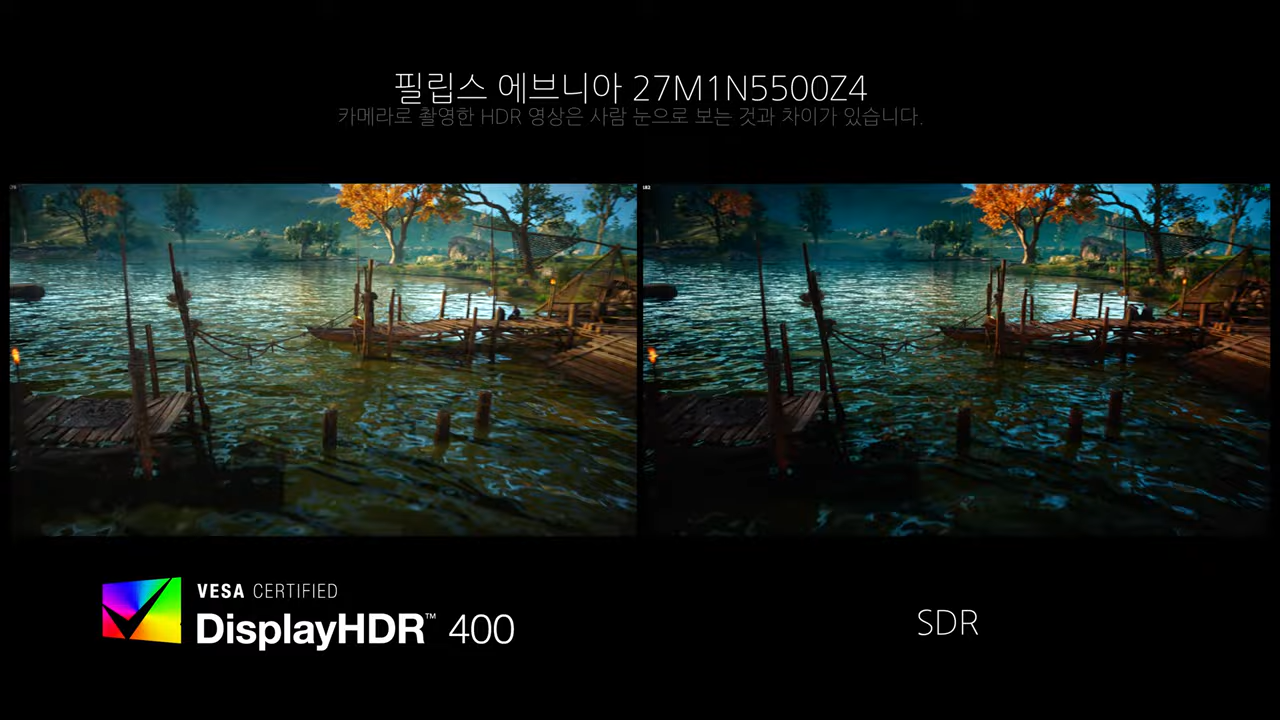 필립스 에브니아 27M1N5500Z4
카메라로 촬영한 HDR 영상은 사람 눈으로 보는 것과 차이가 있습니다.
VESA CERTIFIED
DisplayHDR™ 400
SDR